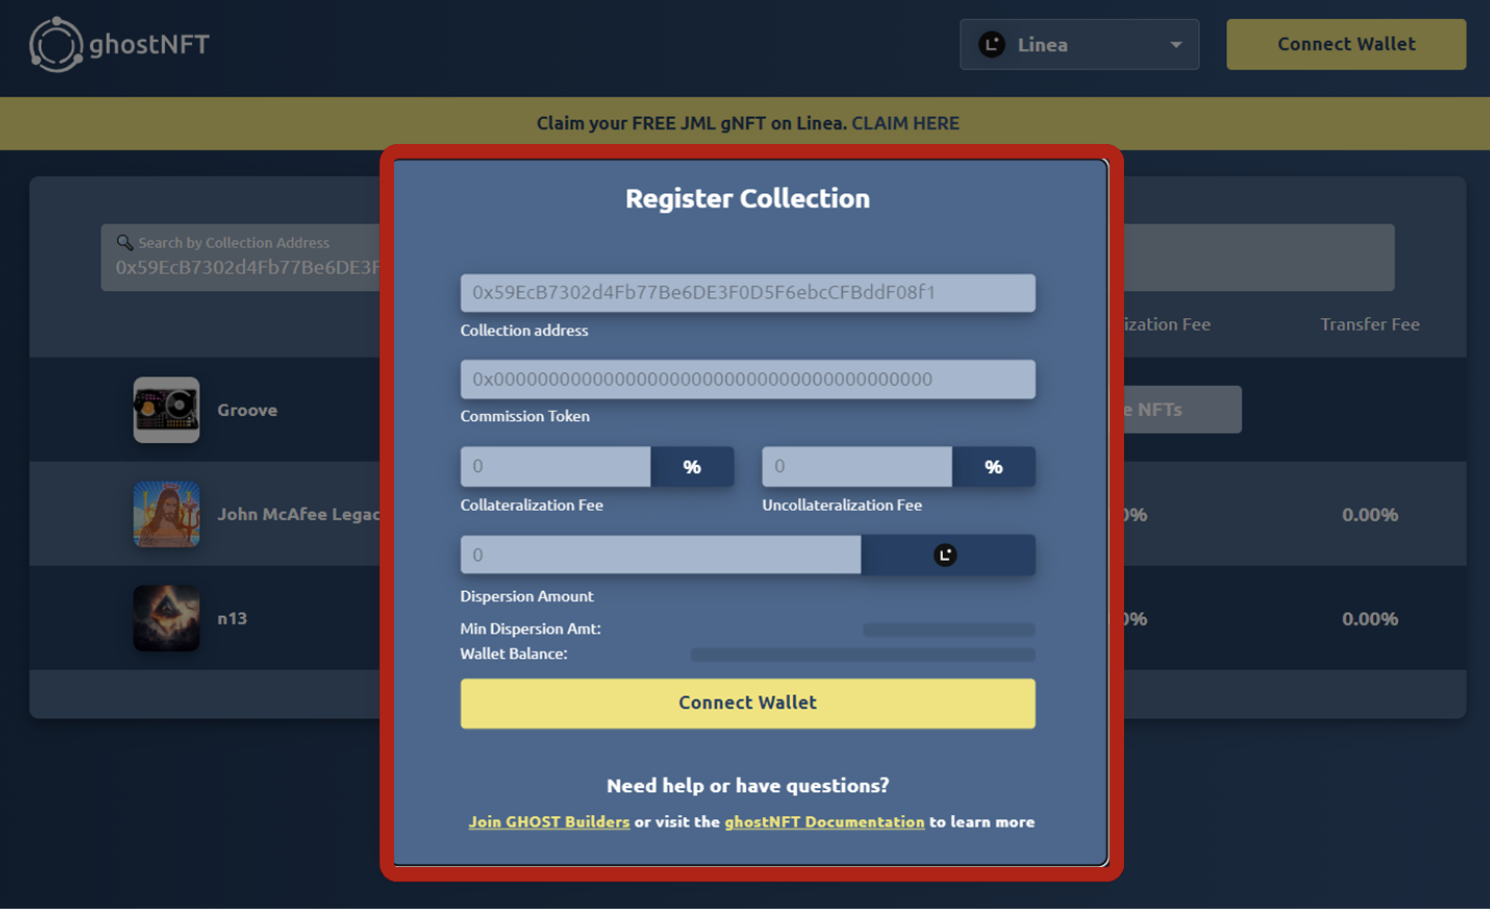 ghostNFT
Linea
Connect Wallet
Claim your FREE JML gNFT on Linea. CLAIM HERE
Search by Collection Address
0x59EcB7302d4Fb77Be6DE3F
ization Fee
Transfer Fee
Groove
e NFTs
John McAfee Legac
0%
0.00%
n13
0%
0.00%
Register Collection
0x59EcB7302d4Fb77Be6DE3F0D5F6ebcCFBddF08f1
Collection address
0x0000000000000000000000000000000000000000
Commission Token
0 %
0 %
Collateralization Fee
Uncollateralization Fee
0
Dispersion Amount
Min Dispersion Amt:
Wallet Balance:
Connect Wallet
Need help or have questions?
Join GHOST Builders or visit the ghostNFT Documentation to learn more